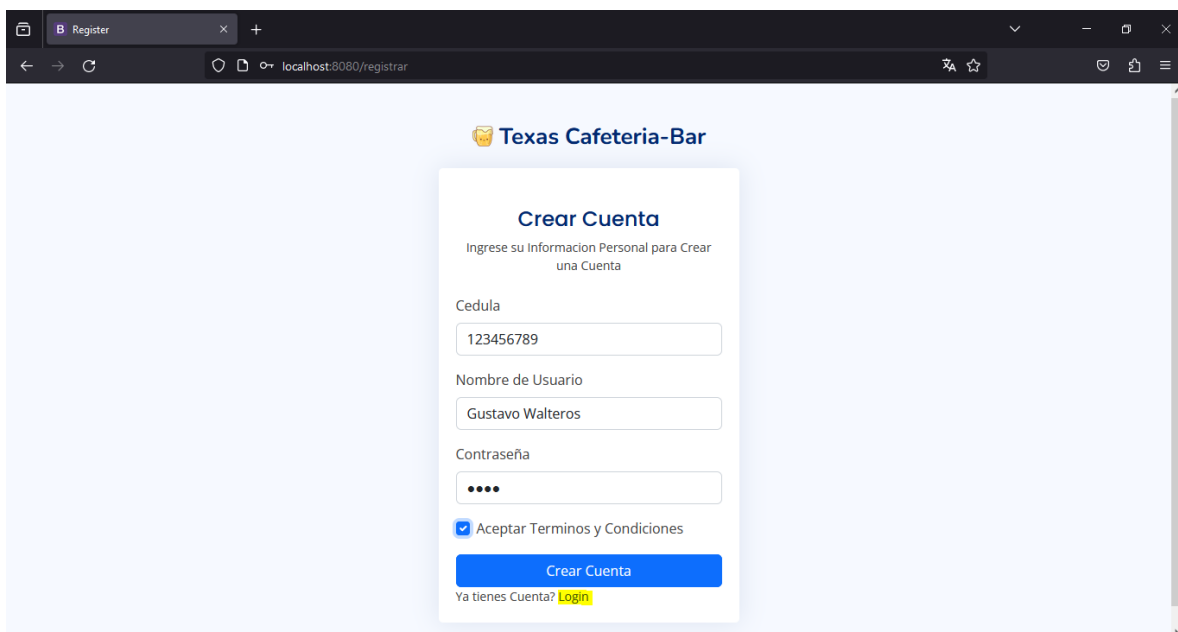 B Register
localhost:8080/registrar
Texas Cafeteria-Bar
Crear Cuenta
Ingrese su Informacion Personal para Crear
una Cuenta
Cedula
123456789
Nombre de Usuario
Gustavo Walteros
Contraseña
Aceptar Terminos y Condiciones
Crear Cuenta
Ya tienes Cuenta? Login